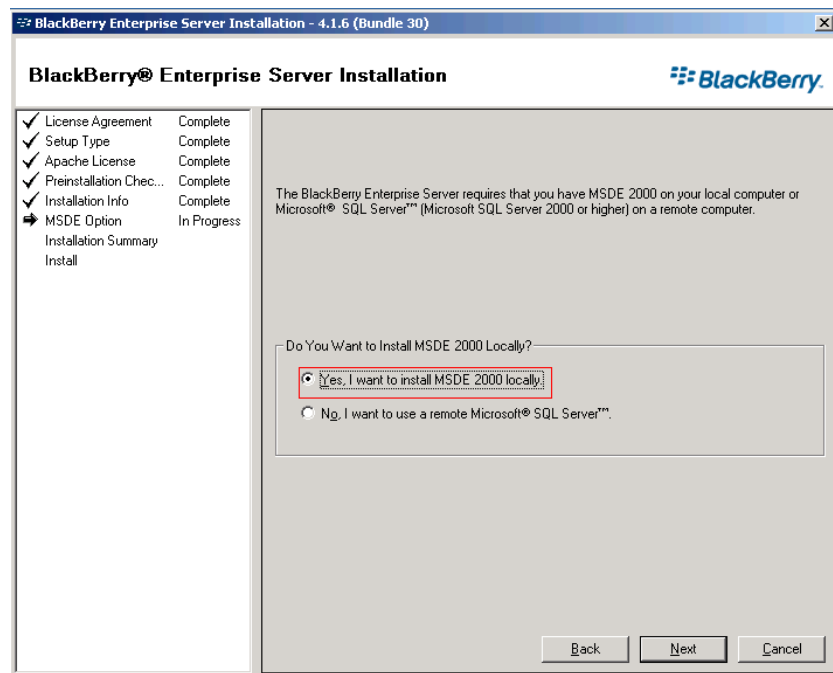 BlackBerry Enterprise Server Installation - 4.1.6 (Bundle 30)
BlackBerry® Enterprise Server Installation
BlackBerry.
License Agreement Complete
Setup Type Complete
Apache License Complete
Preinstallation Chec... Complete
Installation Info Complete
MSDE Option In Progress
Installation Summary
Install
The BlackBerry Enterprise Server requires that you have MSDE 2000 on your local computer or
Microsoft® SQL Server™ (Microsoft SQL Server 2000 or higher) on a remote computer.
Do You Want to Install MSDE 2000 Locally?
Yes, I want to install MSDE 2000 locally.
No, I want to use a remote Microsoft® SQL Server™.
Back Next Cancel